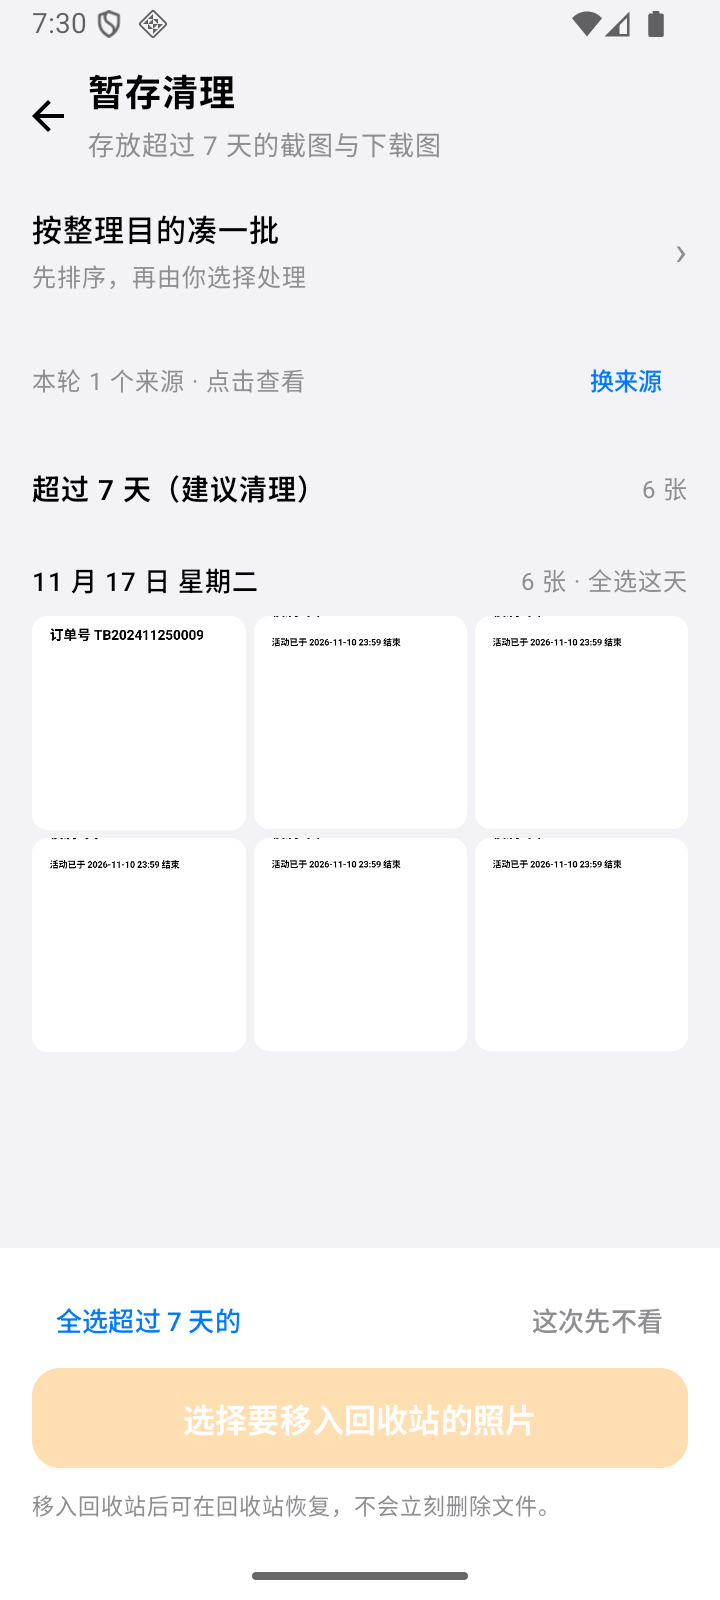 7:30
暂存清理
存放超过 7 天的截图与下载图
按整理目的凑一批
先排序，再由你选择处理
本轮 1 个来源 · 点击查看
换来源
超过 7 天（建议清理）
6 张
11 月 17 日 星期二
6 张 · 全选这天
订单号 TB202411250009
活动已于 2026-11-10 23:59 结束
活动已于 2026-11-10 23:59 结束
活动已于 2026-11-10 23:59 结束
活动已于 2026-11-10 23:59 结束
活动已于 2026-11-10 23:59 结束
全选超过 7 天的
这次先不看
选择要移入回收站的照片
移入回收站后可在回收站恢复，不会立刻删除文件。